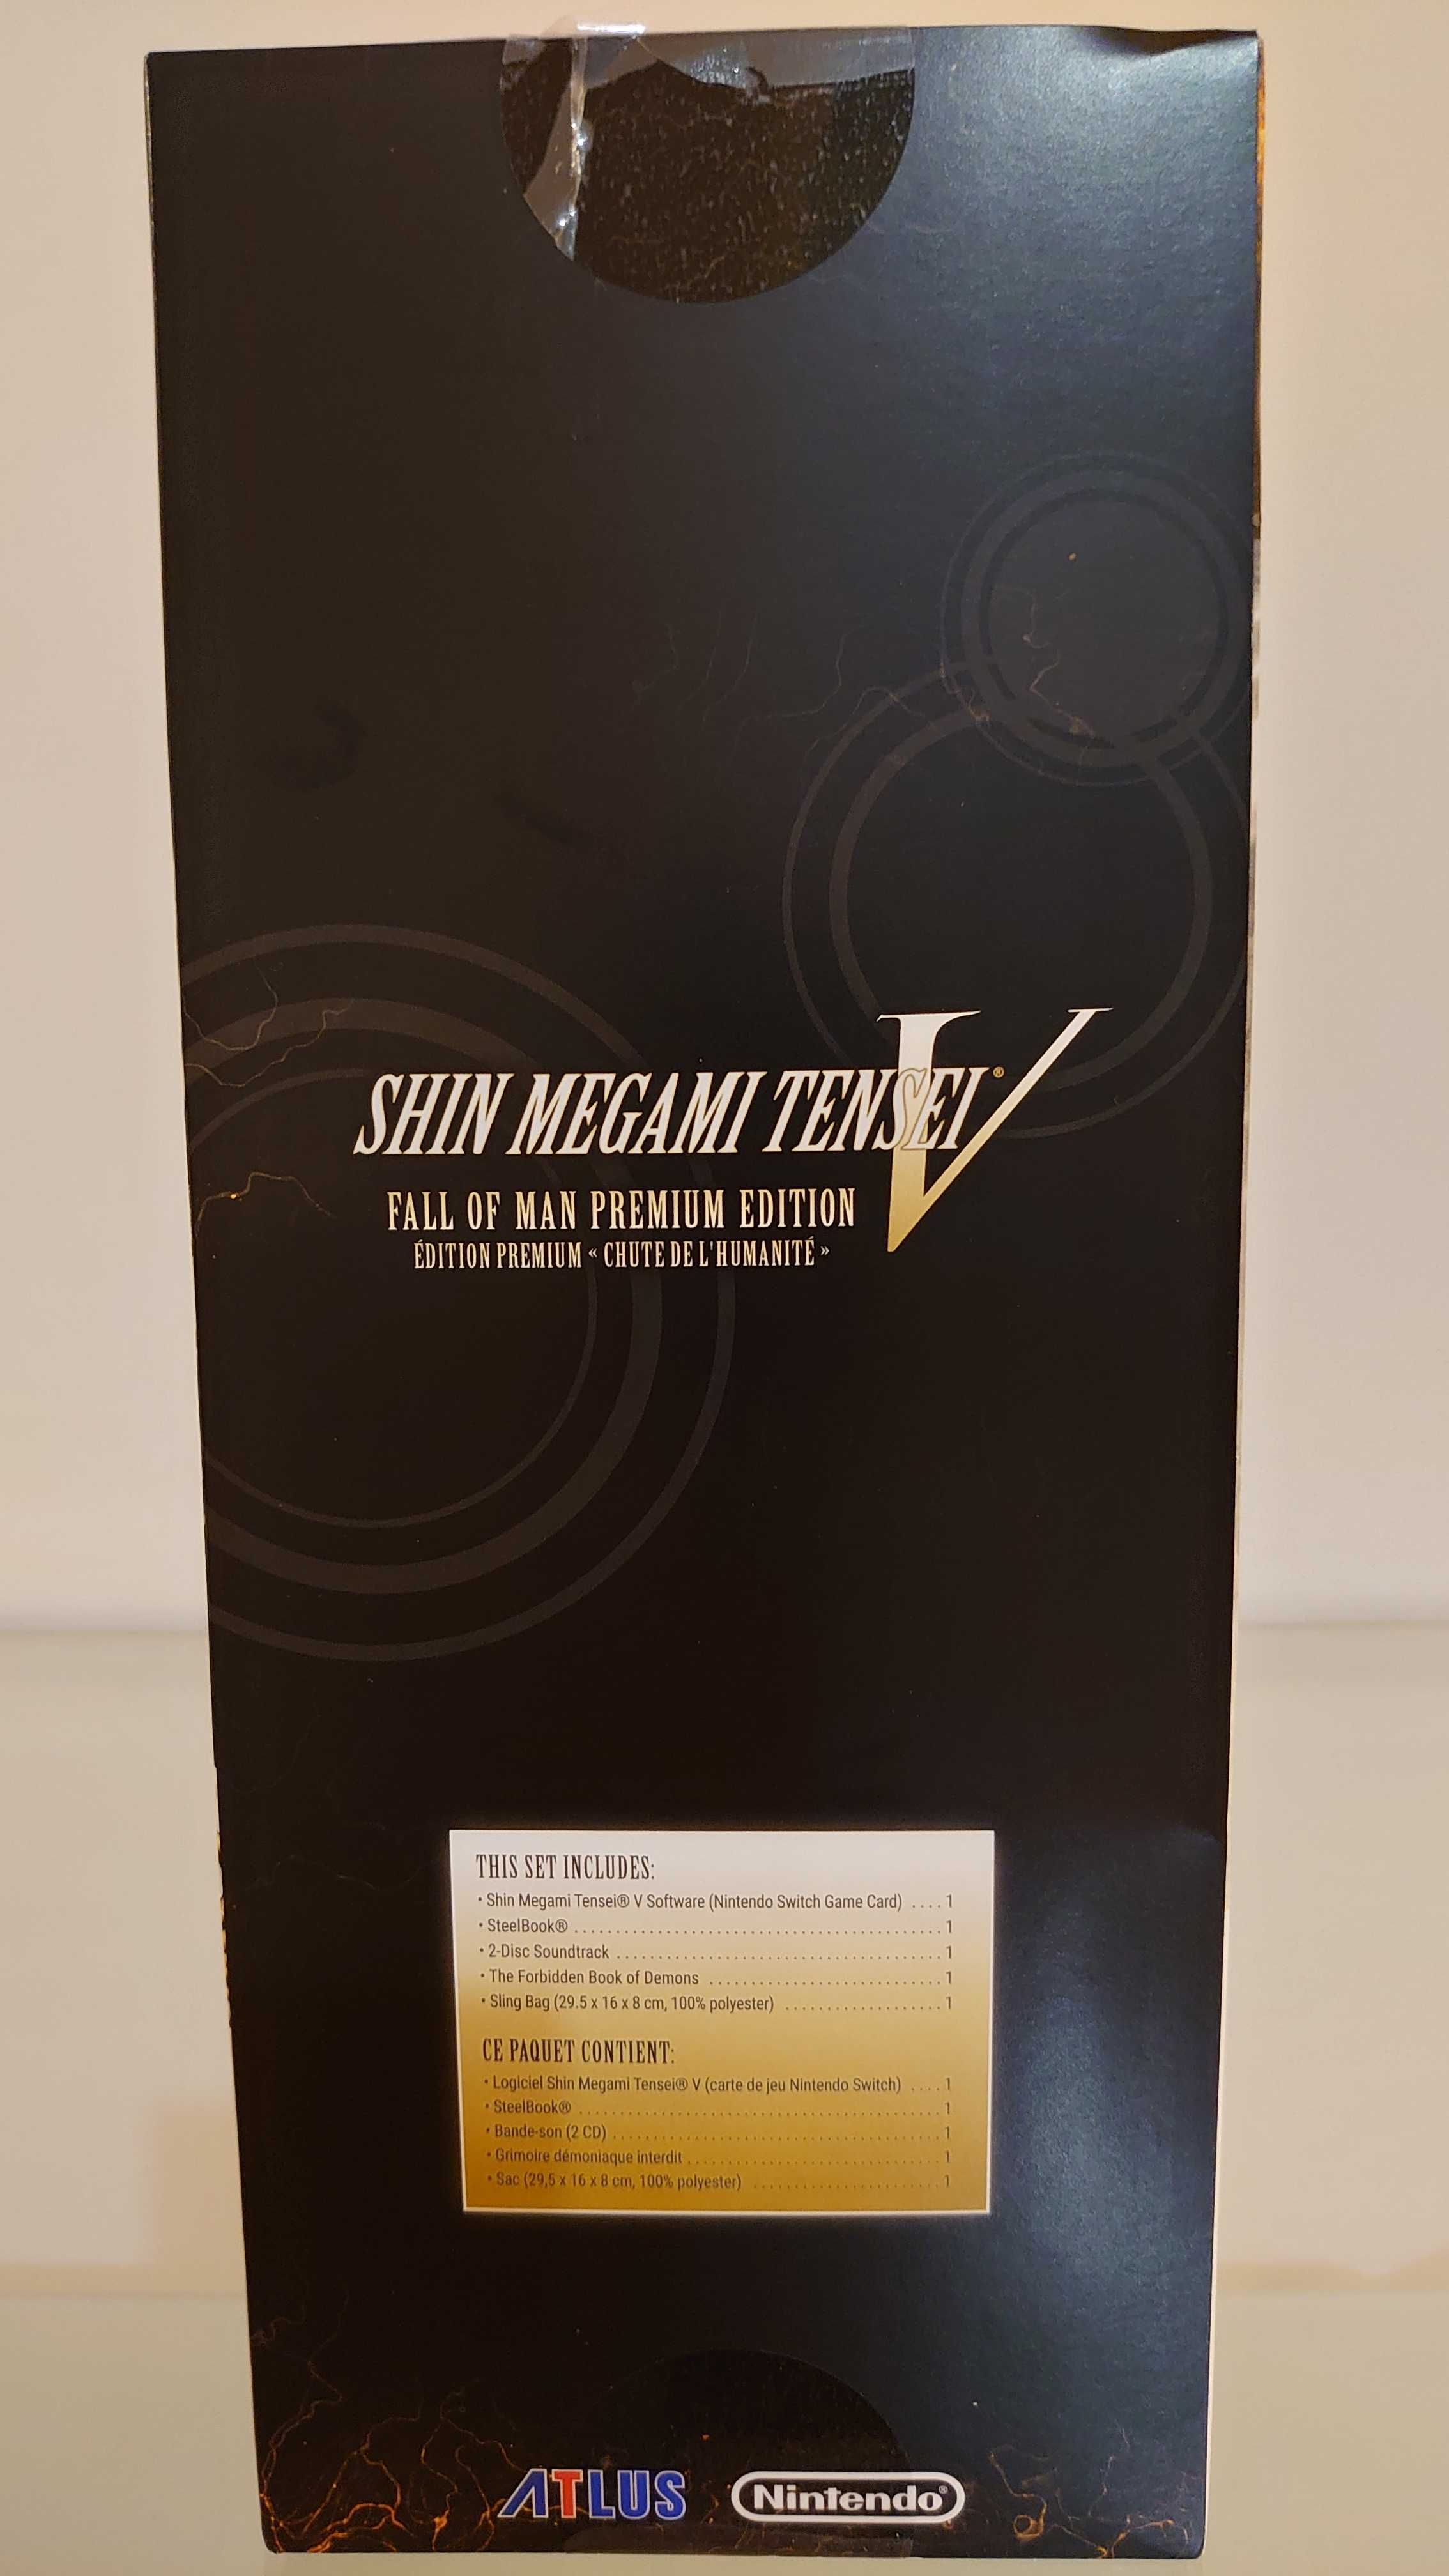 SHIN MEGAMI TENSEI® V
FALL OF MAN PREMIUM EDITION
ÉDITION PREMIUM « CHUTE DE L'HUMANITÉ »
THIS SET INCLUDES:
• Shin Megami Tensei® V Software (Nintendo Switch Game Card) .... 1
• SteelBook® ............................................ 1
• 2-Disc Soundtrack ....................................... 1
• The Forbidden Book of Demons ............................ 1
• Sling Bag (29.5 x 16 x 8 cm, 100% polyester) ................... 1
CE PAQUET CONTIENT:
• Logiciel Shin Megami Tensei® V (carte de jeu Nintendo Switch) .... 1
• SteelBook® ............................................ 1
• Bande-son (2 CD) ........................................ 1
• Grimoire démoniaque interdit ............................... 1
• Sac (29,5 x 16 x 8 cm, 100% polyester) ....................... 1
ATLUS Nintendo®